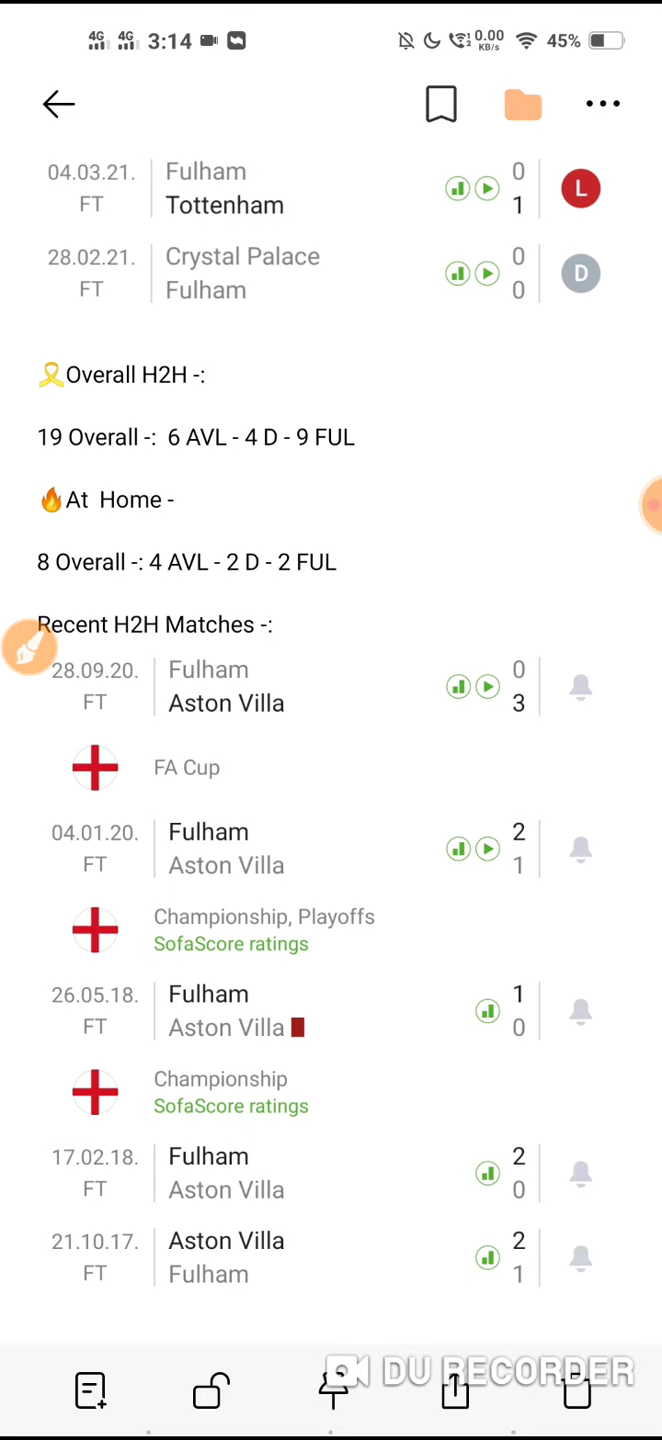 4G 4G 3:14 2 0.00 KB/s 45%
04.03.21. Fulham 0 L
FT Tottenham 1
28.02.21. Crystal Palace 0 D
FT Fulham 0
🎗Overall H2H -:
19 Overall -: 6 AVL - 4 D - 9 FUL
🔥At Home -
8 Overall -: 4 AVL - 2 D - 2 FUL
Recent H2H Matches -:
28.09.20. Fulham 0
FT Aston Villa 3
FA Cup
04.01.20. Fulham 2
FT Aston Villa 1
Championship, Playoffs
SofaScore ratings
26.05.18. Fulham 1
FT Aston Villa 0
Championship
SofaScore ratings
17.02.18. Fulham 2
FT Aston Villa 0
21.10.17. Aston Villa 2
FT Fulham 1
DU RECORDER